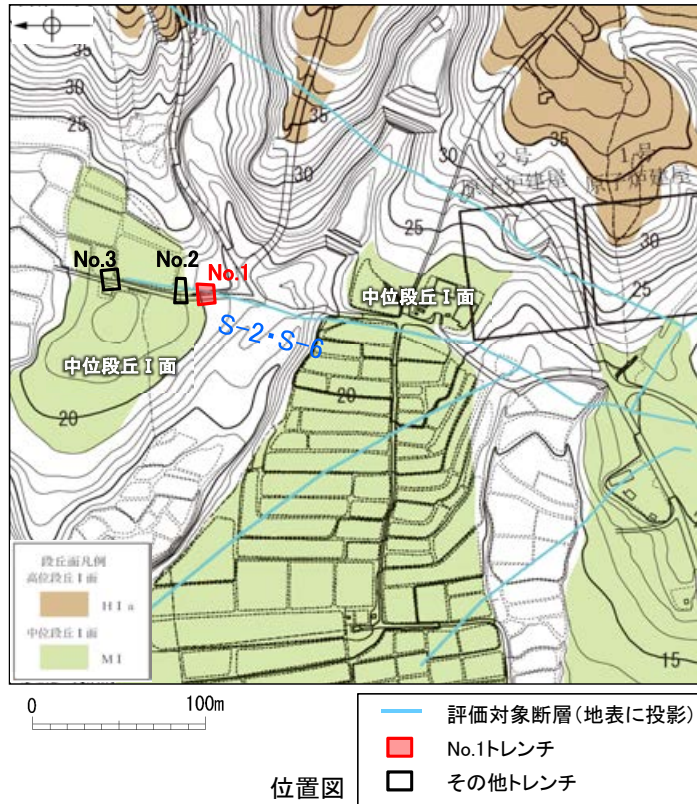 30
35
30
25
35
30
35
2号
1号
原子炉建屋
原子炉建屋
25
30
No.3
No.2
No.1
25
中位段丘Ⅰ面
S-2・S-6
中位段丘Ⅰ面
20
20
段丘面凡例
高位段丘Ⅰ面
HⅠa
中位段丘Ⅰ面
MⅠ
15
0 100m
評価対象断層(地表に投影)
No.1トレンチ
その他トレンチ
位置図